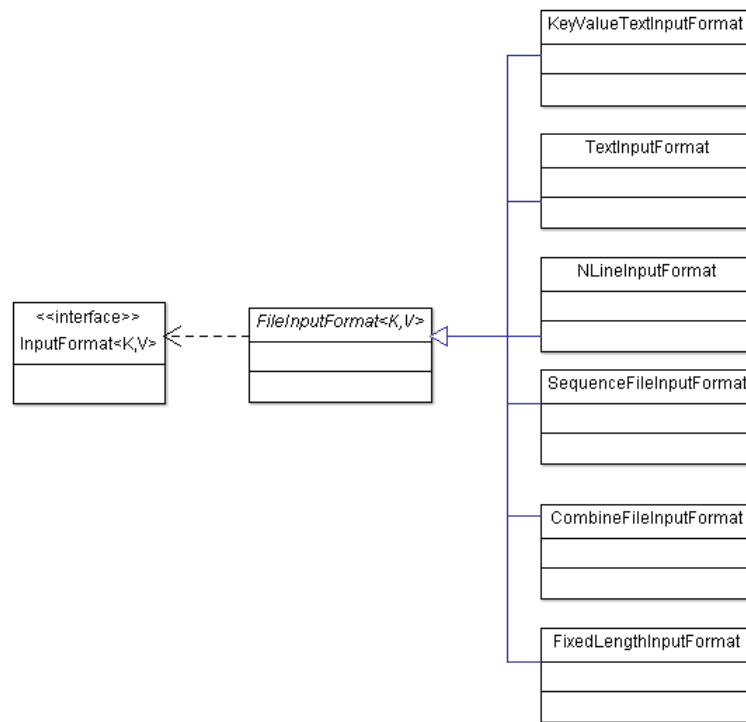 KeyValueTextInputFormat
TextInputFormat
NLineInputFormat
<<interface>>
InputFormat<K,V>
FileInputFormat<K,V>
SequenceFileInputFormat
CombineFileInputFormat
FixedLengthInputFormat